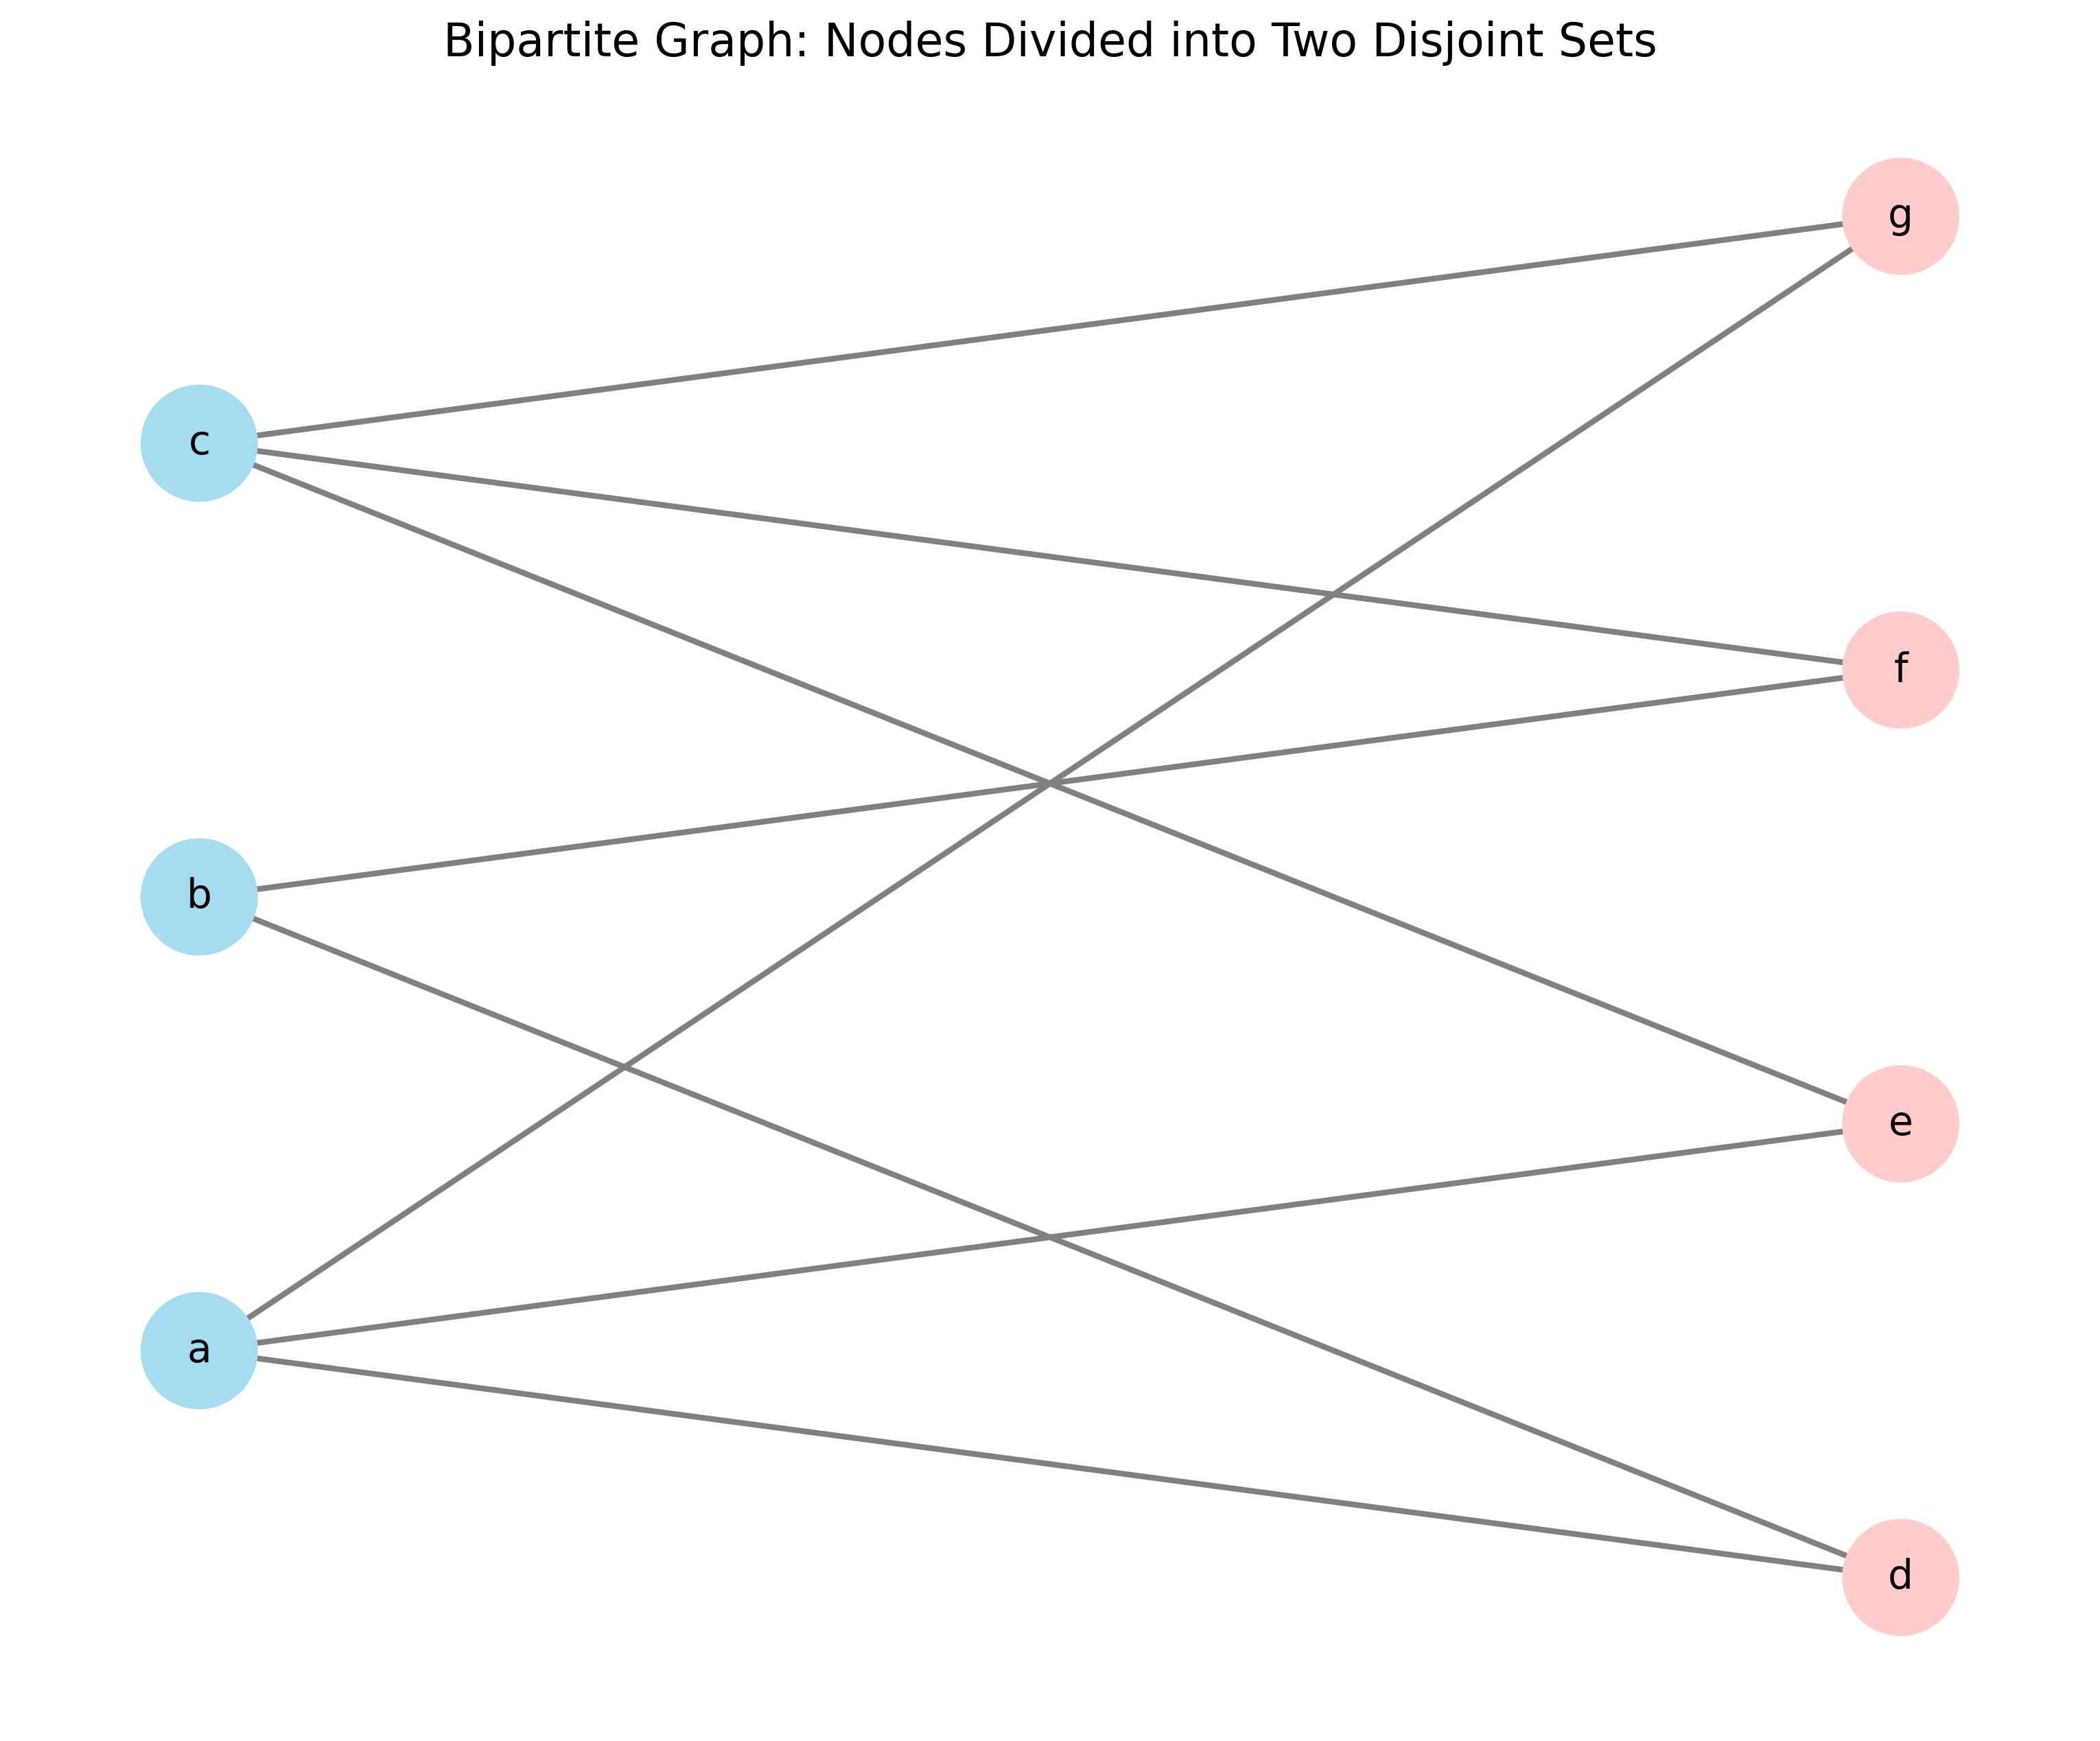 Bipartite Graph: Nodes Divided into Two Disjoint Sets
g
c
f
b
e
a
d